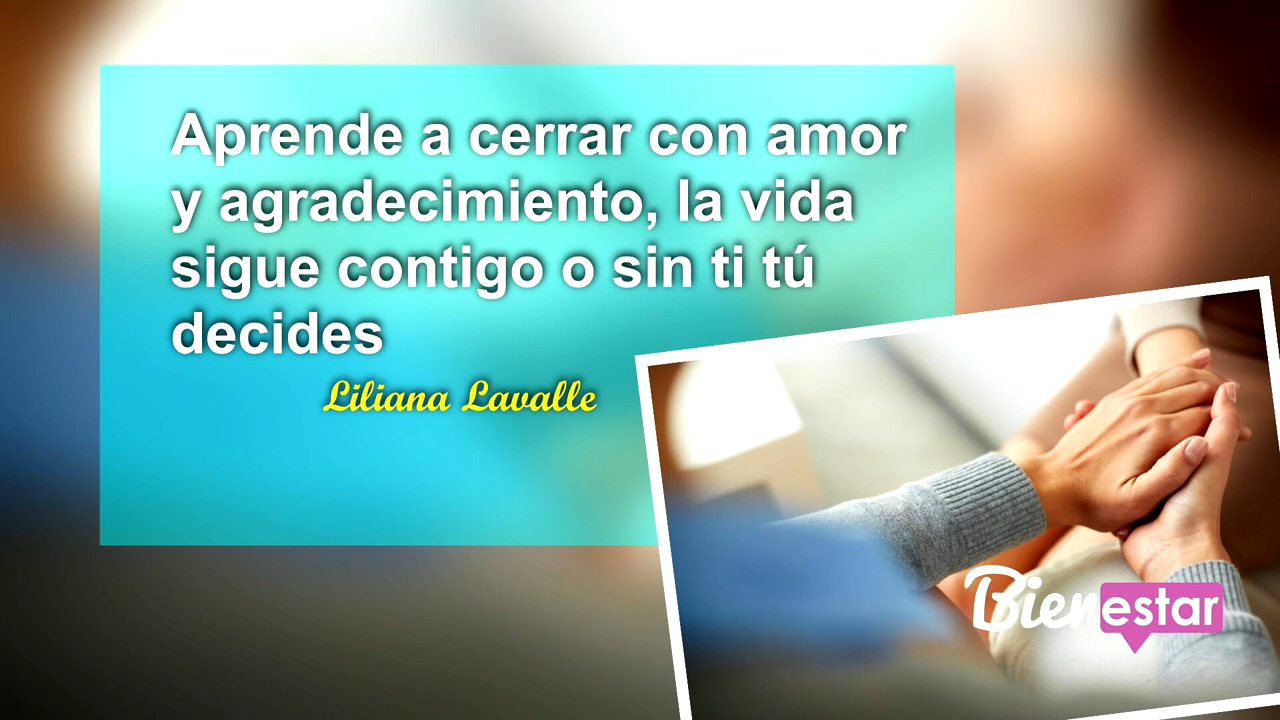 Aprende a cerrar con amor
y agradecimiento, la vida
sigue contigo o sin ti tú
decides
Liliana Lavalle
Bienestar